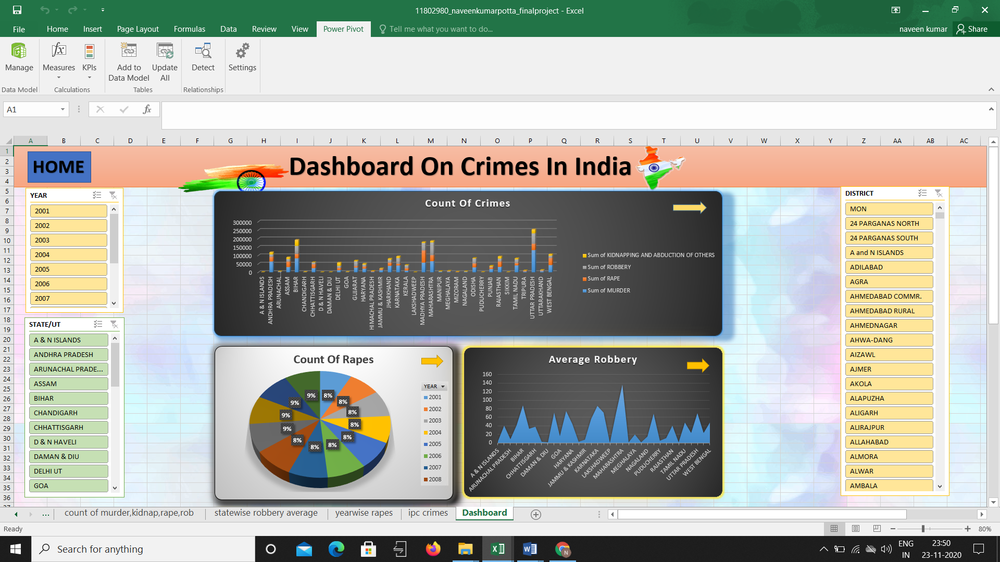 11802980_naveenkumarpotta_finalproject - Excel
File Home Insert Page Layout Formulas Data Review View Power Pivot Tell me what you want to do... naveen kumar Share
Manage
Measures
KPIs
Add to Data Model
Update All
Detect
Settings
Data Model Calculations Tables Relationships
A1
fx
A B C D E F G H I J K L M N O P Q R S T U V W X Y Z AA AB AC
1
2
3
4
5
6
7
8
9
10
11
12
13
14
15
16
17
18
19
20
21
22
23
24
25
26
27
28
29
30
31
32
33
34
35
36
HOME
Dashboard On Crimes In India
YEAR
2001
2002
2003
2004
2005
2006
2007
STATE/UT
A & N ISLANDS
ANDHRA PRADESH
ARUNACHAL PRADE...
ASSAM
BIHAR
CHANDIGARH
CHHATTISGARH
D & N HAVELI
DAMAN & DIU
DELHI UT
GOA
Count Of Crimes
300000
250000
200000
150000
100000
50000
0
A & N ISLANDS
ANDHRA PRADESH
ARUNACHAL...
ASSAM
BIHAR
CHANDIGARH
CHHATTISGARH
D & N HAVELI
DAMAN & DIU
DELHI UT
GOA
GUJARAT
HARYANA
HIMACHAL PRADESH
JAMMU & KASHMIR
JHARKHAND
KARNATAKA
KERALA
LAKSHADWEEP
MADHYA PRADESH
MAHARASHTRA
MANIPUR
MEGHALAYA
MIZORAM
NAGALAND
ODISHA
PUDUCHERRY
PUNJAB
RAJASTHAN
SIKKIM
TAMIL NADU
TRIPURA
UTTAR PRADESH
UTTARAKHAND
WEST BENGAL
Sum of KIDNAPPING AND ABDUCTION OF OTHERS
Sum of ROBBERY
Sum of RAPE
Sum of MURDER
Count Of Rapes
8%
8%
8%
8%
8%
8%
8%
8%
9%
9%
9%
9%
YEAR
2001
2002
2003
2004
2005
2006
2007
2008
Average Robbery
160
140
120
100
80
60
40
20
0
A & N ISLANDS
ARUNACHAL PRADESH
BIHAR
CHHATTISGARH
DAMAN & DIU
GOA
HARYANA
JAMMU & KASHMIR
KARNATAKA
LAKSHADWEEP
MAHARASHTRA
MEGHALAYA
NAGALAND
PUDUCHERRY
RAJASTHAN
TAMIL NADU
UTTAR PRADESH
WEST BENGAL
DISTRICT
MON
24 PARGANAS NORTH
24 PARGANAS SOUTH
A and N ISLANDS
ADILABAD
AGRA
AHMEDABAD COMMR.
AHMEDABAD RURAL
AHMEDNAGAR
AHWA-DANG
AIZAWL
AJMER
AKOLA
ALAPUZHA
ALIGARH
ALIRAJPUR
ALLAHABAD
ALMORA
ALWAR
AMBALA
... count of murder,kidnap,rape,rob statewise robbery average yearwise rapes ipc crimes Dashboard
Ready 80%
Search for anything
ENG
IN
23:50
23-11-2020